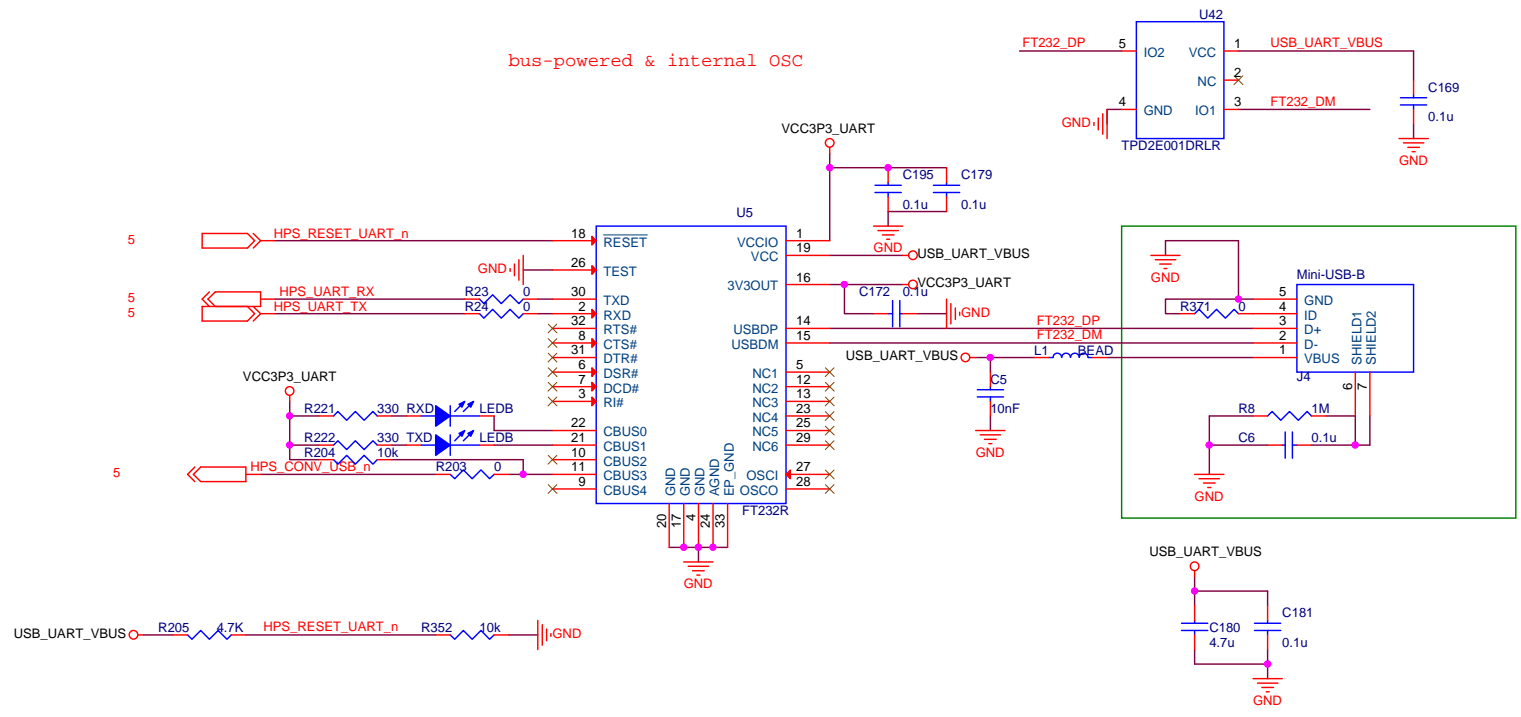 bus-powered & internal OSC
U42
FT232_DP 5 IO2 VCC 1 USB_UART_VBUS
NC 2
C169
0.1u
GND
GND 4 GND IO1 3 FT232_DM
TPD2E001DRLR
VCC3P3_UART
C195 C179
0.1u 0.1u
GND
U5
5 HPS_RESET_UART_n 18 RESET VCCIO 1
VCC 19 USB_UART_VBUS
GND 26 TEST
3V3OUT 16 VCC3P3_UART
C172 0.1u
GND
5 HPS_UART_RX R23 0 30 TXD
5 HPS_UART_TX R24 0 2 RXD
32 RTS# USBDP 14 FT232_DP
8 CTS# USBDM 15 FT232_DM
31 DTR#
6 DSR# NC1 5
7 DCD# NC2 12
3 RI# NC3 13
NC4 23
22 CBUS0 NC5 25
21 CBUS1 NC6 29
10 CBUS2
11 CBUS3 OSCI 27
9 CBUS4 OSCO 28
GND GND GND AGND EP_GND
20 17 4 24 33
FT232R
GND
VCC3P3_UART
R221 330 RXD LEDB
R222 330 TXD LEDB
R204 10k
5 HPS_CONV_USB_n R203 0
USB_UART_VBUS L1 BEAD
C5
10nF
GND
GND
Mini-USB-B
5 GND
R371 0 4 ID
3 D+
2 D-
1 VBUS
SHIELD1
SHIELD2
J4
6 7
R8 1M
C6 0.1u
GND
USB_UART_VBUS
C180 C181
4.7u 0.1u
GND
USB_UART_VBUS R205 4.7K HPS_RESET_UART_n R352 10k GND